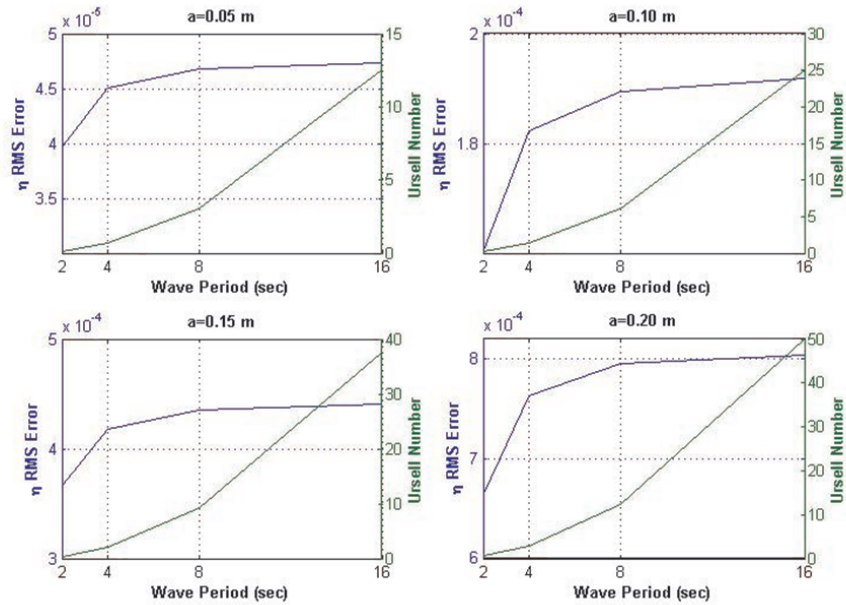 x 10⁻⁵
a=0.05 m
5
4.5
4
3.5
η RMS Error
15
10
5
0
Ursell Number
2 4 8 16
Wave Period (sec)
x 10⁻⁴
a=0.10 m
2
1.8
η RMS Error
30
25
20
15
10
5
0
Ursell Number
2 4 8 16
Wave Period (sec)
x 10⁻⁴
a=0.15 m
5
4
3
η RMS Error
40
30
20
10
0
Ursell Number
2 4 8 16
Wave Period (sec)
x 10⁻⁴
a=0.20 m
8
7
6
η RMS Error
50
40
30
20
10
0
Ursell Number
2 4 8 16
Wave Period (sec)